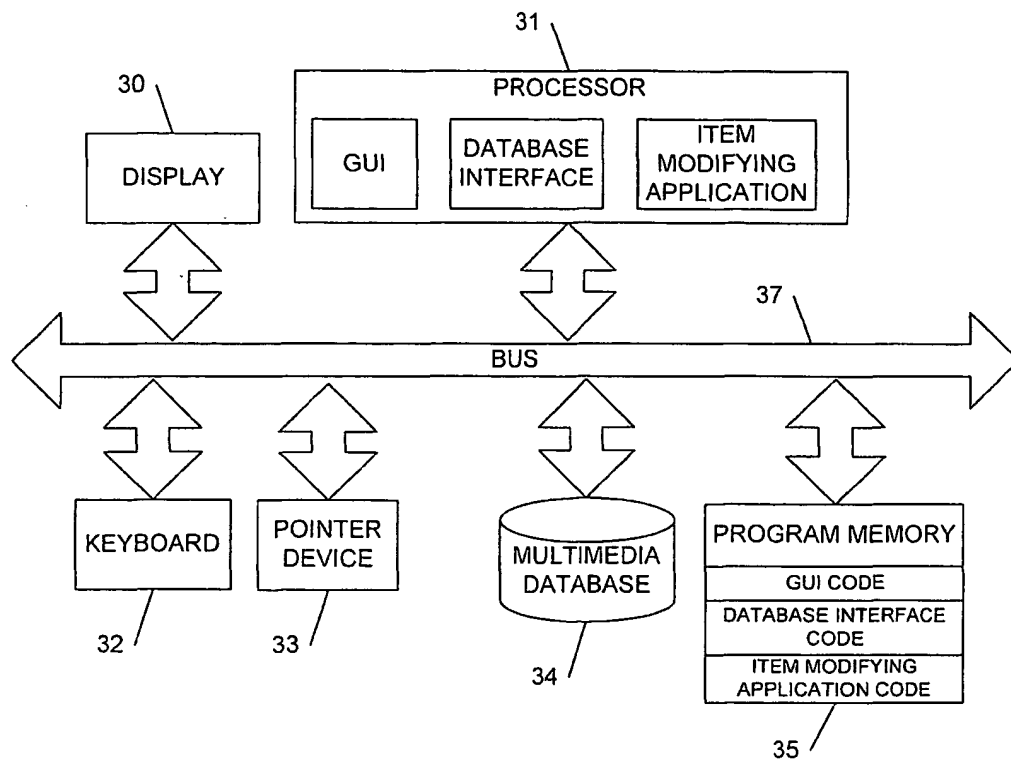 31
30
PROCESSOR
DISPLAY
GUI
DATABASE
INTERFACE
ITEM
MODIFYING
APPLICATION
37
BUS
KEYBOARD
POINTER
DEVICE
MULTIMEDIA
DATABASE
PROGRAM MEMORY
GUI CODE
DATABASE INTERFACE
CODE
ITEM MODIFYING
APPLICATION CODE
32
33
34
35